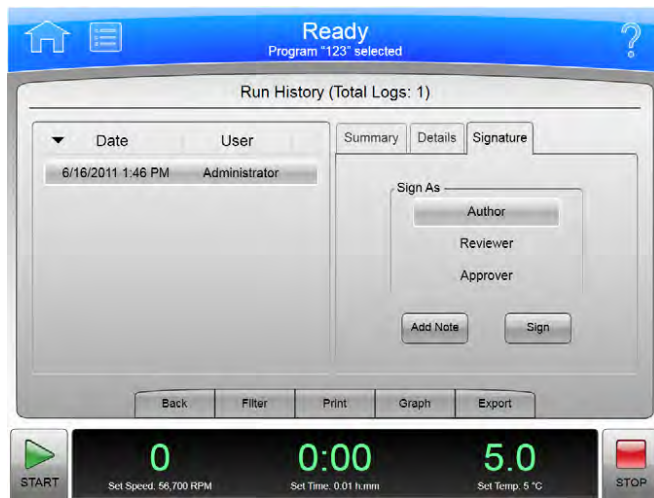 Ready
Program "123" selected
?
Run History (Total Logs: 1)
Date User
6/16/2011 1:46 PM Administrator
Summary Details Signature
Sign As
Author
Reviewer
Approver
Add Note Sign
Back Filter Print Graph Export
START
0 0:00 5.0
Set Speed: 56,700 RPM Set Time: 0.01 h:mm Set Temp: 5 °C
STOP